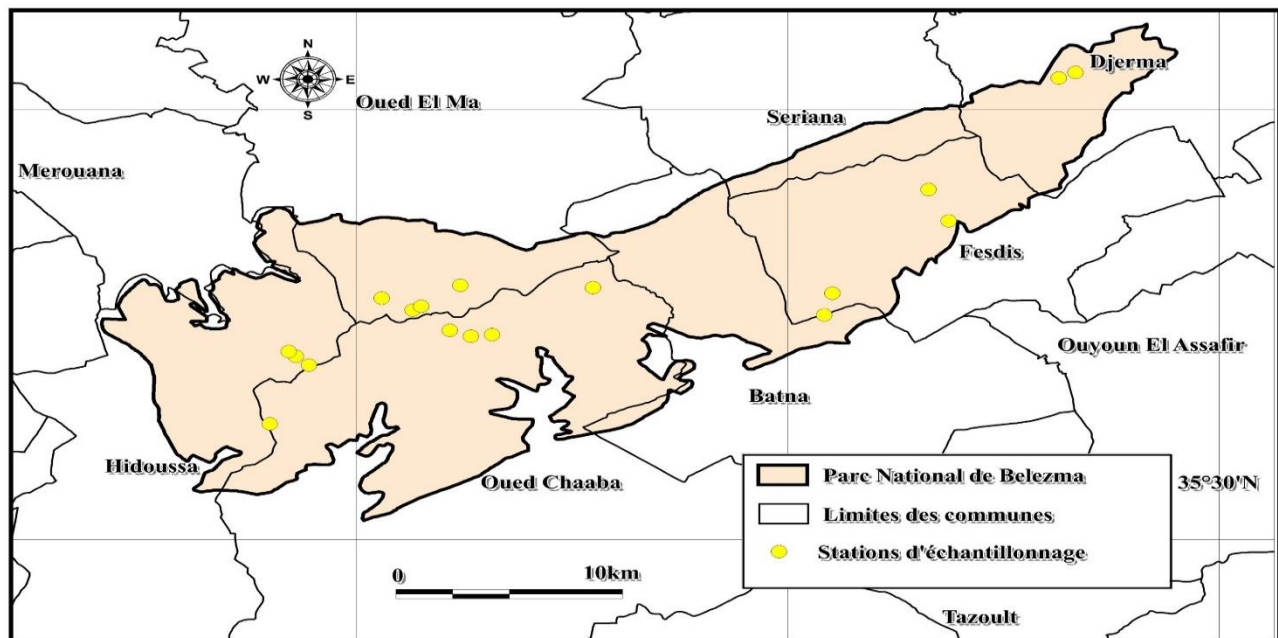 Djerma
N
W E
S
Oued El Ma
Seriana
Merouana
Fesdis
Ouyoun El Assafir
Batna
Hidoussa
Oued Chaaba
Parc National de Belezma
35°30'N
Limites des communes
Stations d'échantillonnage
0 10km
Tazoult